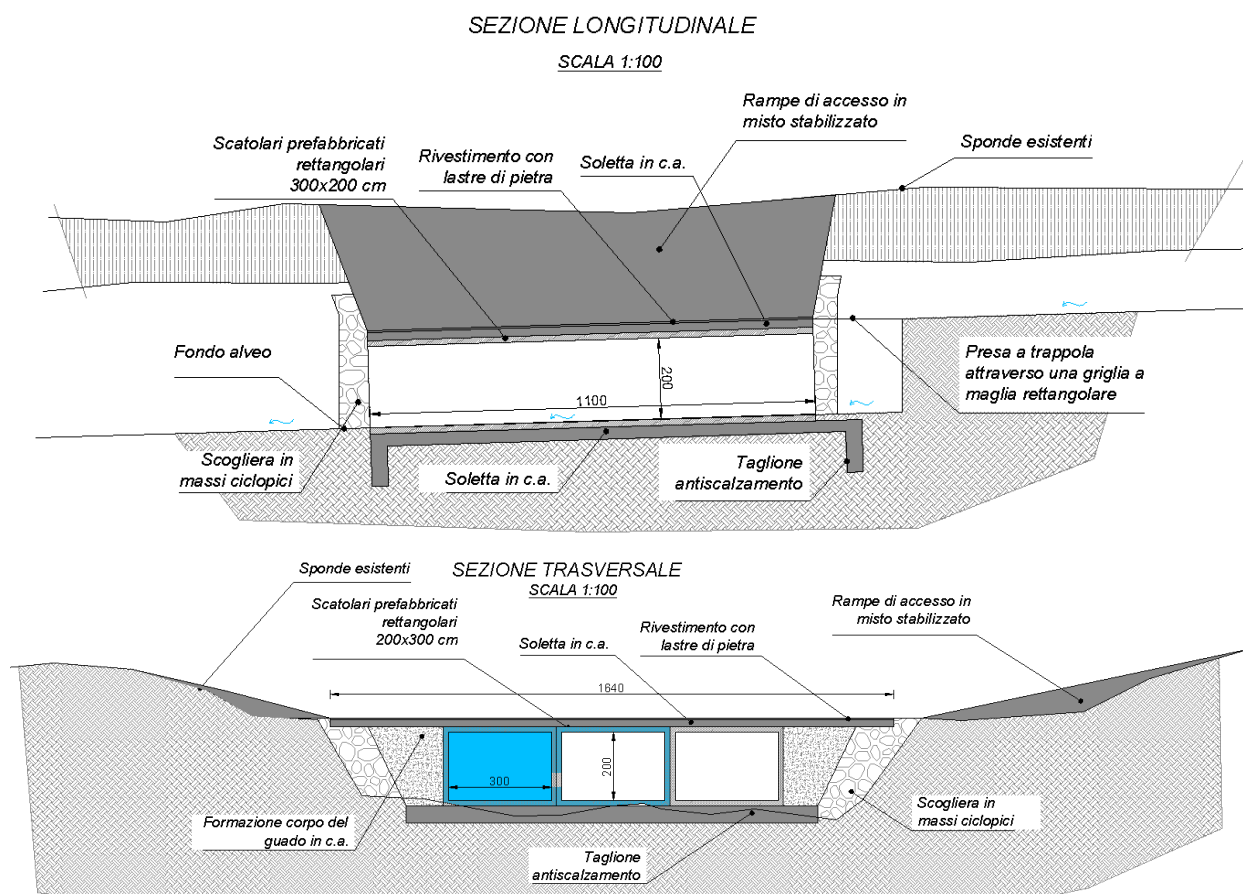 SEZIONE LONGITUDINALE
SCALA 1:100
Rampe di accesso in
misto stabilizzato
Scatolari prefabbricati
rettangolari
300x200 cm
Rivestimento con
lastre di pietra
Soletta in c.a.
Sponde esistenti
Fondo alveo
200
1100
Presa a trappola
attraverso una griglia a
maglia rettangolare
Scogliera in
massi ciclopici
Soletta in c.a.
Taglione
antiscalzamento
Sponde esistenti
SEZIONE TRASVERSALE
SCALA 1:100
Scatolari prefabbricati
rettangolari
200x300 cm
Soletta in c.a.
Rivestimento con
lastre di pietra
Rampe di accesso in
misto stabilizzato
1640
300
200
Formazione corpo del
guado in c.a.
Taglione
antiscalzamento
Scogliera in
massi ciclopici